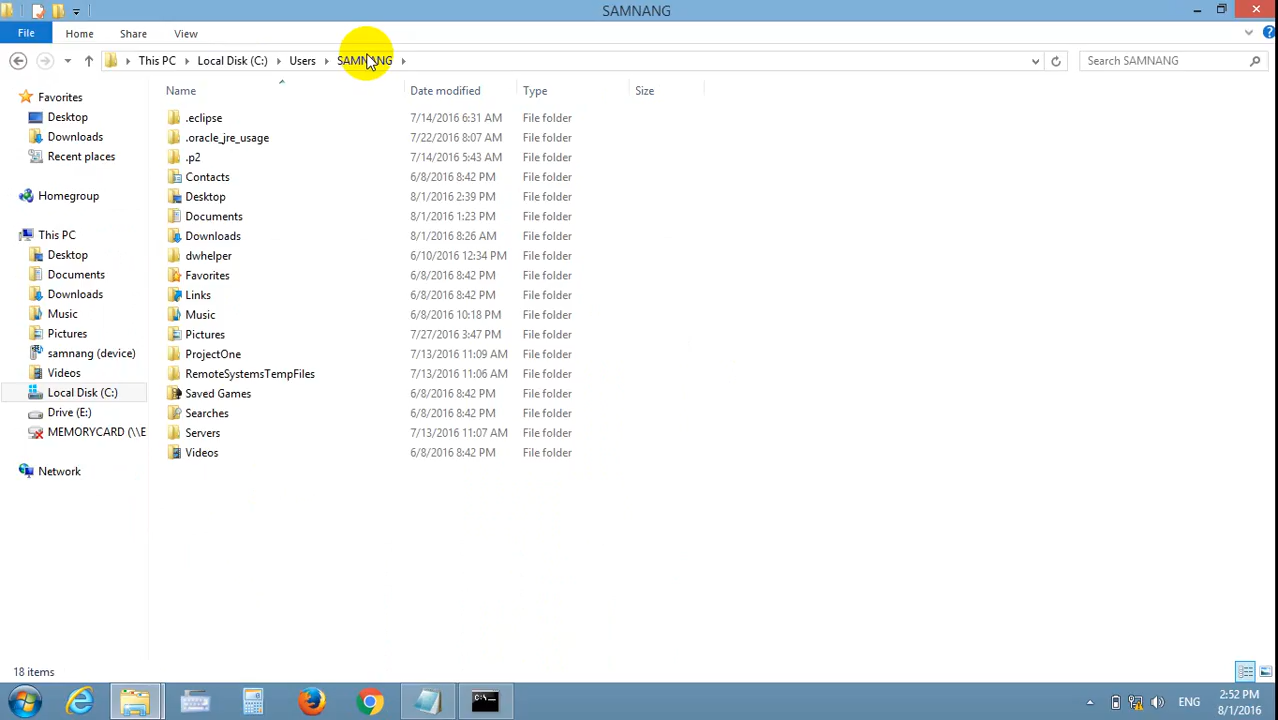 SAMNANG
File Home Share View
This PC Local Disk (C:) Users SAMNANG Search SAMNANG
Name Date modified Type Size
Favorites
Desktop
Downloads
Recent places
Homegroup
This PC
Desktop
Documents
Downloads
Music
Pictures
samnang (device)
Videos
Local Disk (C:)
Drive (E:)
MEMORYCARD (\\E
Network
.eclipse 7/14/2016 6:31 AM File folder
.oracle_jre_usage 7/22/2016 8:07 AM File folder
.p2 7/14/2016 5:43 AM File folder
Contacts 6/8/2016 8:42 PM File folder
Desktop 8/1/2016 2:39 PM File folder
Documents 8/1/2016 1:23 PM File folder
Downloads 8/1/2016 8:26 AM File folder
dwhelper 6/10/2016 12:34 PM File folder
Favorites 6/8/2016 8:42 PM File folder
Links 6/8/2016 8:42 PM File folder
Music 6/8/2016 10:18 PM File folder
Pictures 7/27/2016 3:47 PM File folder
ProjectOne 7/13/2016 11:09 AM File folder
RemoteSystemsTempFiles 7/13/2016 11:06 AM File folder
Saved Games 6/8/2016 8:42 PM File folder
Searches 6/8/2016 8:42 PM File folder
Servers 7/13/2016 11:07 AM File folder
Videos 6/8/2016 8:42 PM File folder
18 items
ENG
2:52 PM
8/1/2016